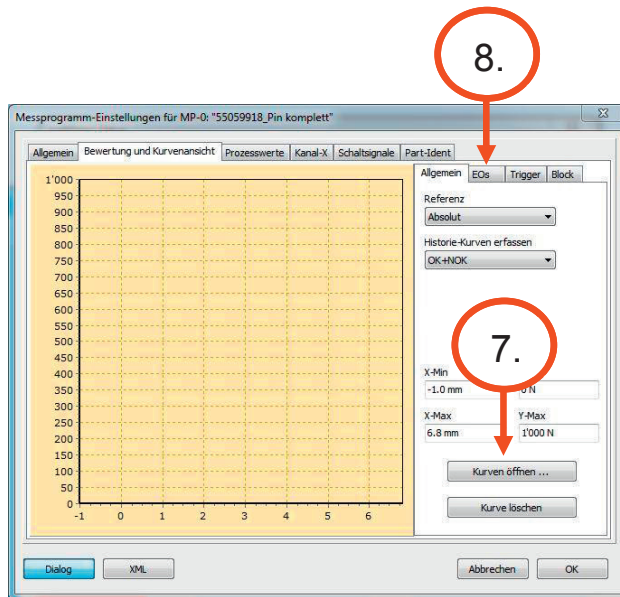 8.
Messprogramm-Einstellungen für MP-0: "55059918_Pin komplett"
Allgemein Bewertung und Kurvenansicht Prozesswerte Kanal-X Schaltsignale Part-Ident
Allgemein EOs Trigger Block
Referenz
Absolut
Historie-Kurven erfassen
OK+NOK
1'000
950
900
850
800
750
700
650
600
550
500
450
400
350
300
250
200
150
100
50
0
-1 0 1 2 3 4 5 6
7.
X-Min
-1.0 mm 0 N
X-Max Y-Max
6.8 mm 1'000 N
Kurven öffnen ...
Kurve löschen
Dialog XML Abbrechen OK